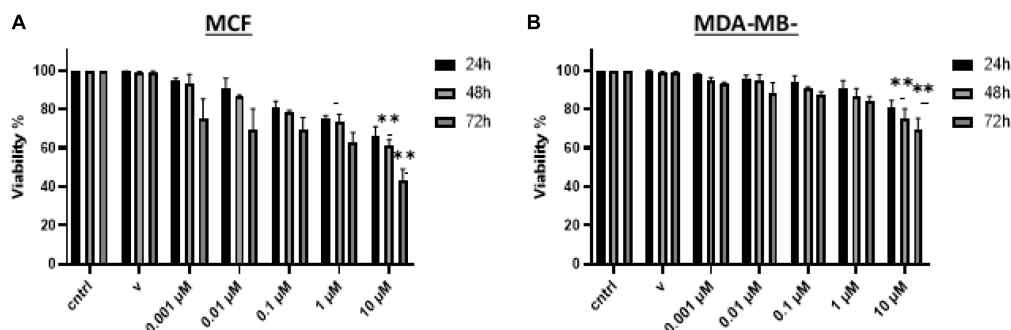 A
MCF
Viability %
100
80
60
40
20
0
cntrl
v
0.001 µM
0.01 µM
0.1 µM
1 µM
10 µM
**
**
24h
48h
72h
B
MDA-MB-
Viability %
100
80
60
40
20
0
cntrl
v
0.001 µM
0.01 µM
0.1 µM
1 µM
10 µM
**
**
24h
48h
72h